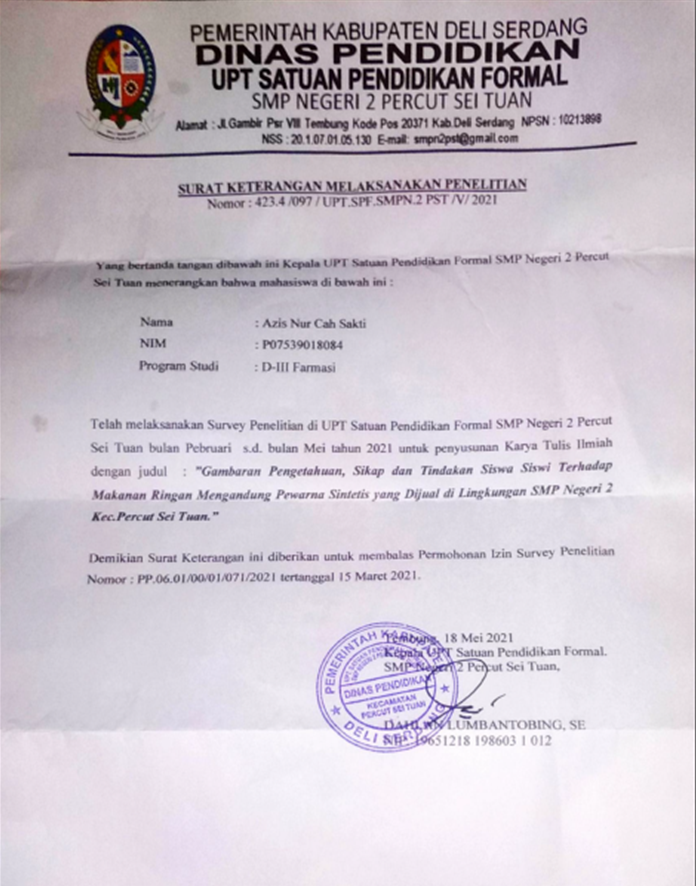 PEMERINTAH KABUPATEN DELI SERDANG
DINAS PENDIDIKAN
UPT SATUAN PENDIDIKAN FORMAL
SMP NEGERI 2 PERCUT SEI TUAN
Alamat : Jl.Gambir Psr VIII Tembung Kode Pos 20371 Kab.Deli Serdang NPSN : 10213898
NSS : 20.1.07.01.05.130 E-mail: smpn2pst@gmail.com
SURAT KETERANGAN MELAKSANAKAN PENELITIAN
Nomor : 423.4 /097 / UPT.SPF.SMPN.2 PST /V/ 2021
Yang bertanda tangan dibawah ini Kepala UPT Satuan Pendidikan Formal SMP Negeri 2 Percut
Sei Tuan menerangkan bahwa mahasiswa di bawah ini :
Nama : Azis Nur Cah Sakti
NIM : P07539018084
Program Studi : D-III Farmasi
Telah melaksanakan Survey Penelitian di UPT Satuan Pendidikan Formal SMP Negeri 2 Percut
Sei Tuan bulan Pebruari s.d. bulan Mei tahun 2021 untuk penyusunan Karya Tulis Ilmiah
dengan judul : "Gambaran Pengetahuan, Sikap dan Tindakan Siswa Siswi Terhadap
Makanan Ringan Mengandung Pewarna Sintetis yang Dijual di Lingkungan SMP Negeri 2
Kec.Percut Sei Tuan."
Demikian Surat Keterangan ini diberikan untuk membalas Permohonan Izin Survey Penelitian
Nomor : PP.06.01/00/01/071/2021 tertanggal 15 Maret 2021.
Tembung, 18 Mei 2021
Kepala UPT Satuan Pendidikan Formal.
SMP Negeri 2 Percut Sei Tuan,
LUMBANTOBING, SE
NIP. 19651218 198603 1 012
PEMERINTAH KABUPATEN
DINAS PENDIDIKAN
KECAMATAN
PERCUT SEI TUAN
DELI SERDANG